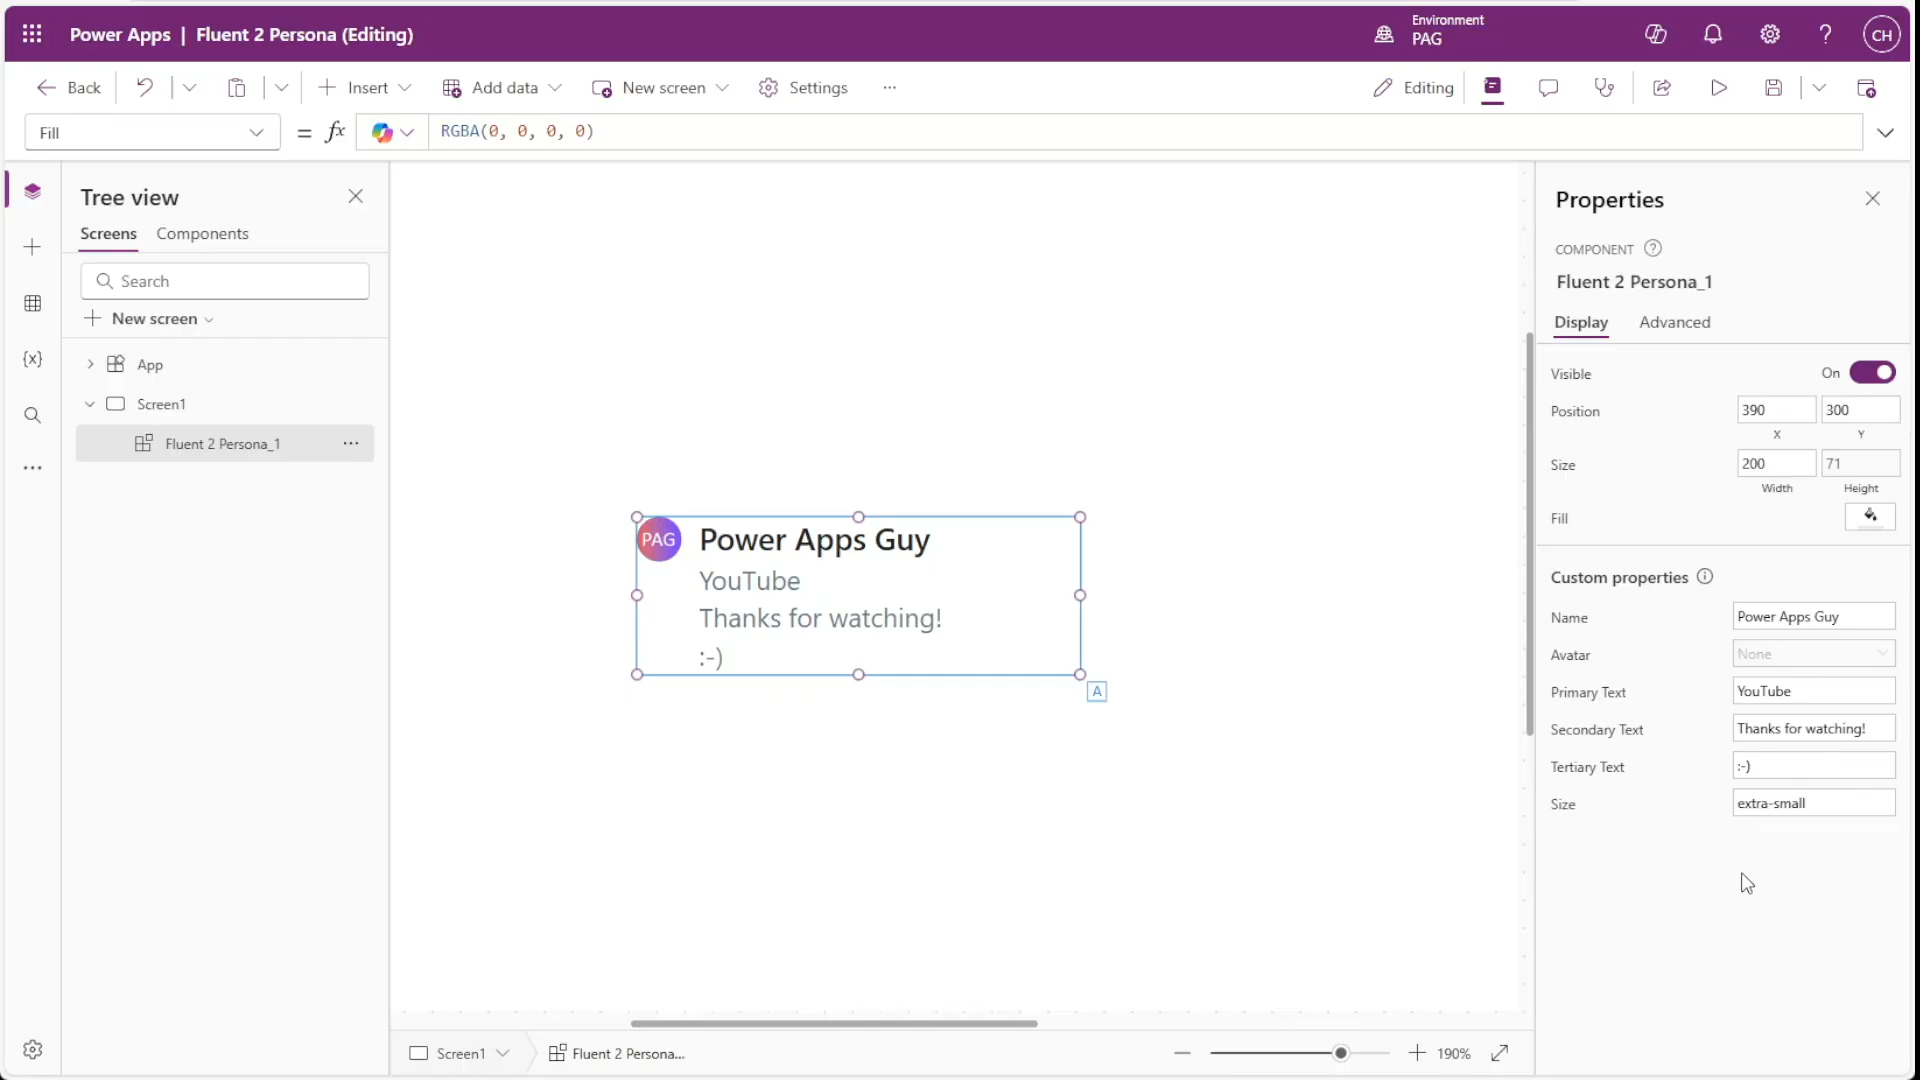 Power Apps | Fluent 2 Persona (Editing)
Environment
PAG
CH
Back
Insert
Add data
New screen
Settings
Editing
Fill
= fx
RGBA(0, 0, 0, 0)
Tree view
Screens
Components
Search
New screen
App
Screen1
Fluent 2 Persona_1
PAG
Power Apps Guy
YouTube
Thanks for watching!
:-)
A
Properties
COMPONENT
Fluent 2 Persona_1
Display
Advanced
Visible
On
Position
390
300
X
Y
Size
200
71
Width
Height
Fill
Custom properties
Name
Power Apps Guy
Avatar
None
Primary Text
YouTube
Secondary Text
Thanks for watching!
Tertiary Text
:-)
Size
extra-small
Screen1
Fluent 2 Persona...
190%